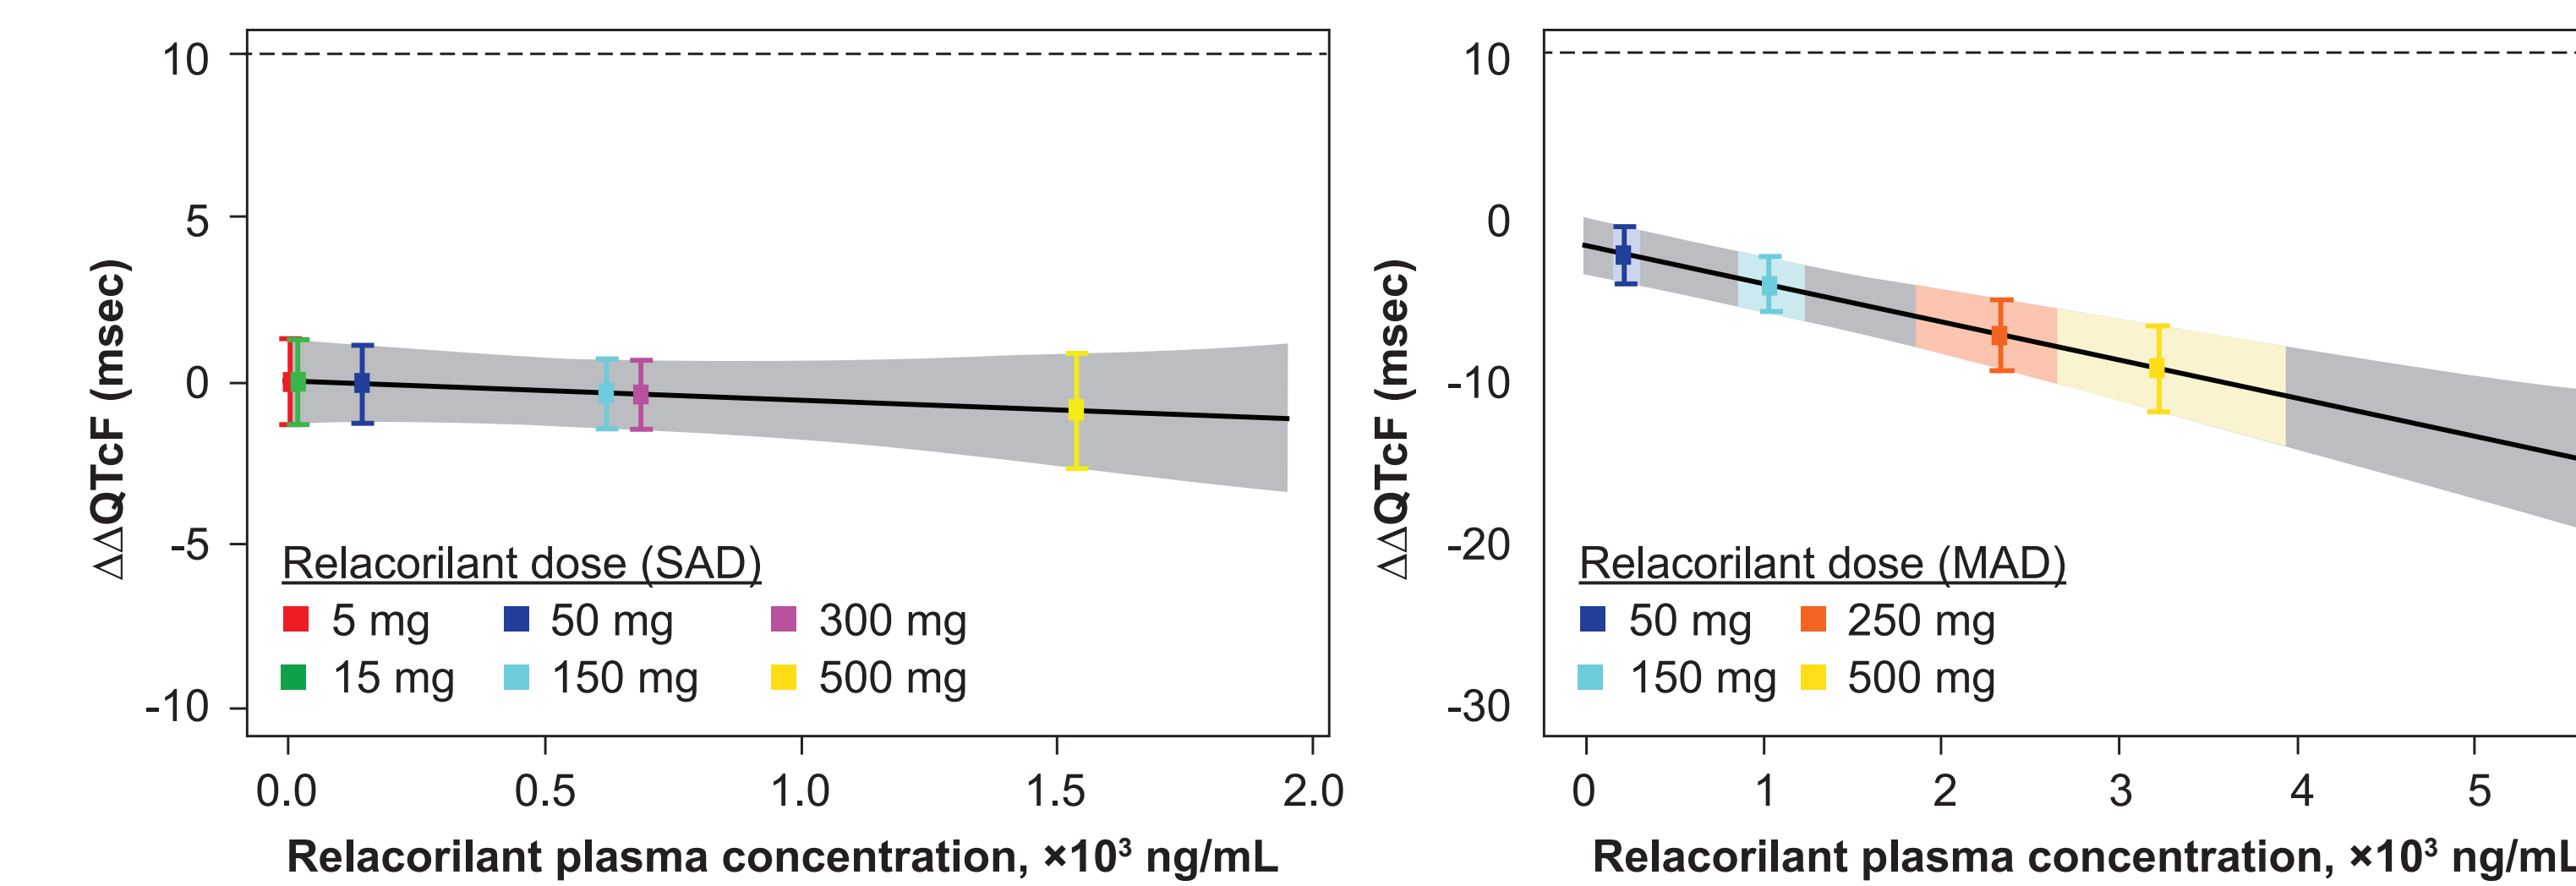 10
5
0
-5
-10
ΔΔQTcF (msec)
Relacorilant dose (SAD)
5 mg
50 mg
300 mg
15 mg
150 mg
500 mg
0.0
0.5
1.0
1.5
2.0
Relacorilant plasma concentration, ×10³ ng/mL
10
0
-10
-20
-30
ΔΔQTcF (msec)
Relacorilant dose (MAD)
50 mg
250 mg
150 mg
500 mg
0
1
2
3
4
5
Relacorilant plasma concentration, ×10³ ng/mL